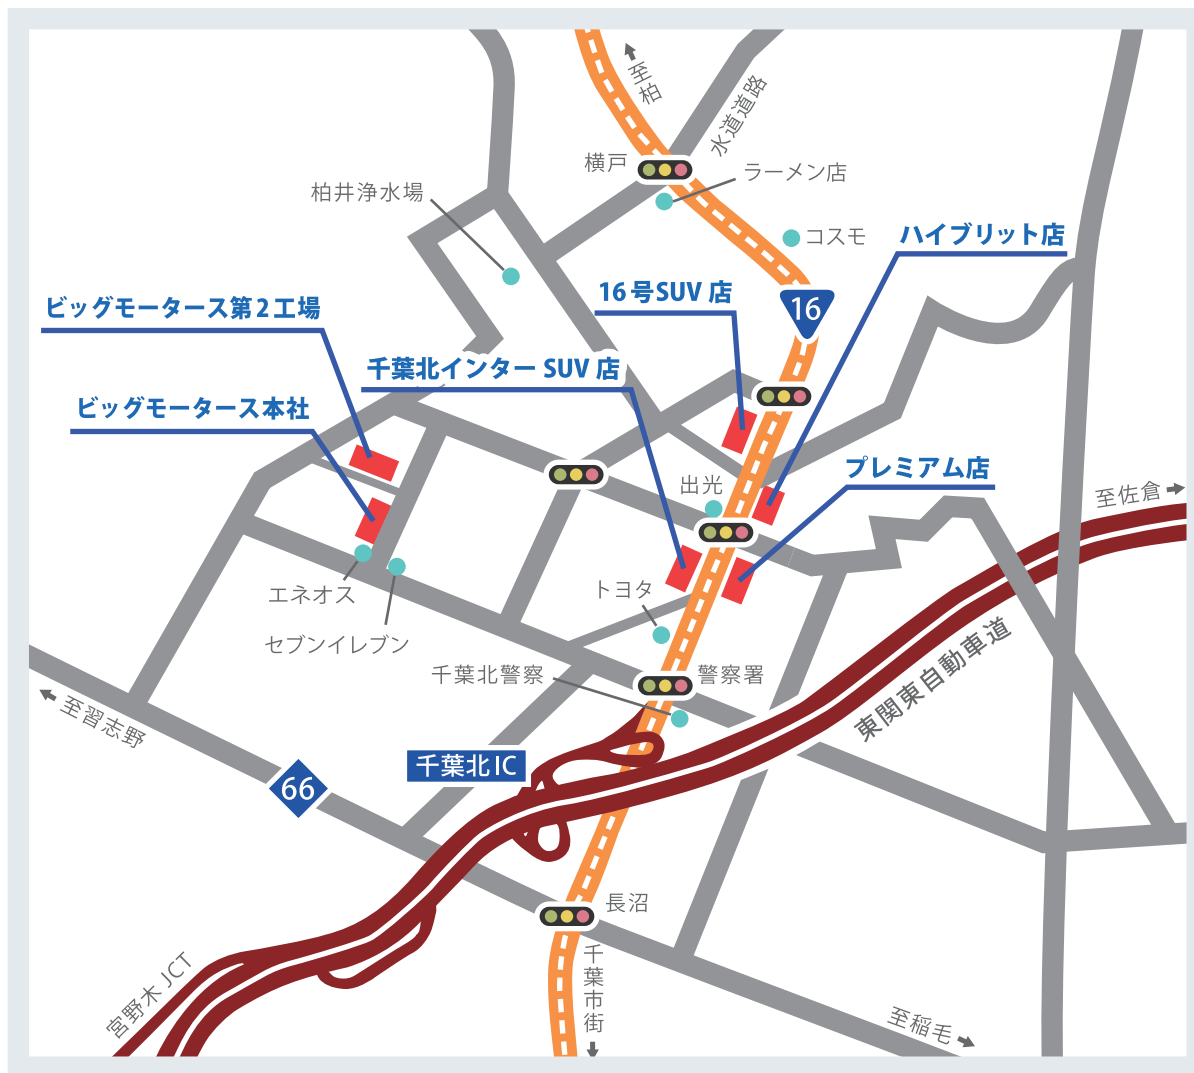 至柏
水道道路
横戸
ラーメン店
柏井浄水場
コスモ
ハイブリット店
16号SUV店
ビッグモータース第2工場
16
千葉北インターSUV店
ビッグモータース本社
プレミアム店
出光
至佐倉
エネオス
トヨタ
セブンイレブン
千葉北警察
警察署
東関東自動車道
至習志野
千葉北IC
66
長沼
千葉市街
宮野木JCT
至稲毛